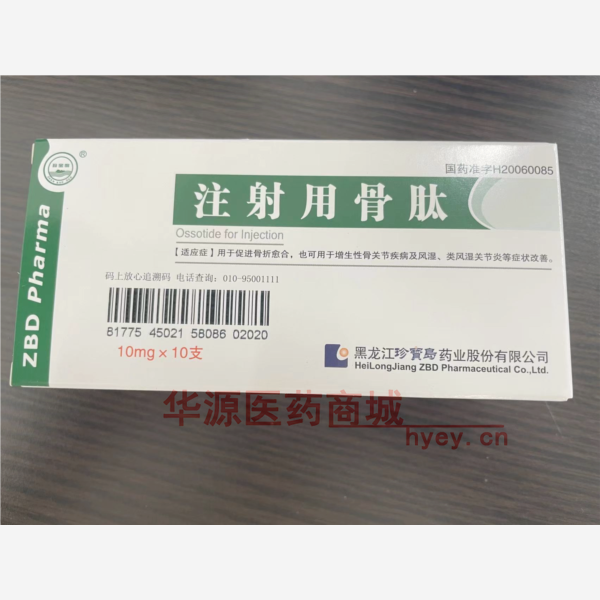 国药准字H20060085
注射用骨肽
Ossotide for Injection
【适应症】用于促进骨折愈合，也可用于增生性骨关节疾病及风湿、类风湿关节炎等症状改善。
码上放心追溯码 电话查询：010-95001111
81775 45021 58086 02020
10mg×10支
黑龙江珍寶島药业股份有限公司
HeiLongJiang ZBD Pharmaceutical Co.,Ltd.
ZBD Pharma
®
华源医药商城
hyey.cn